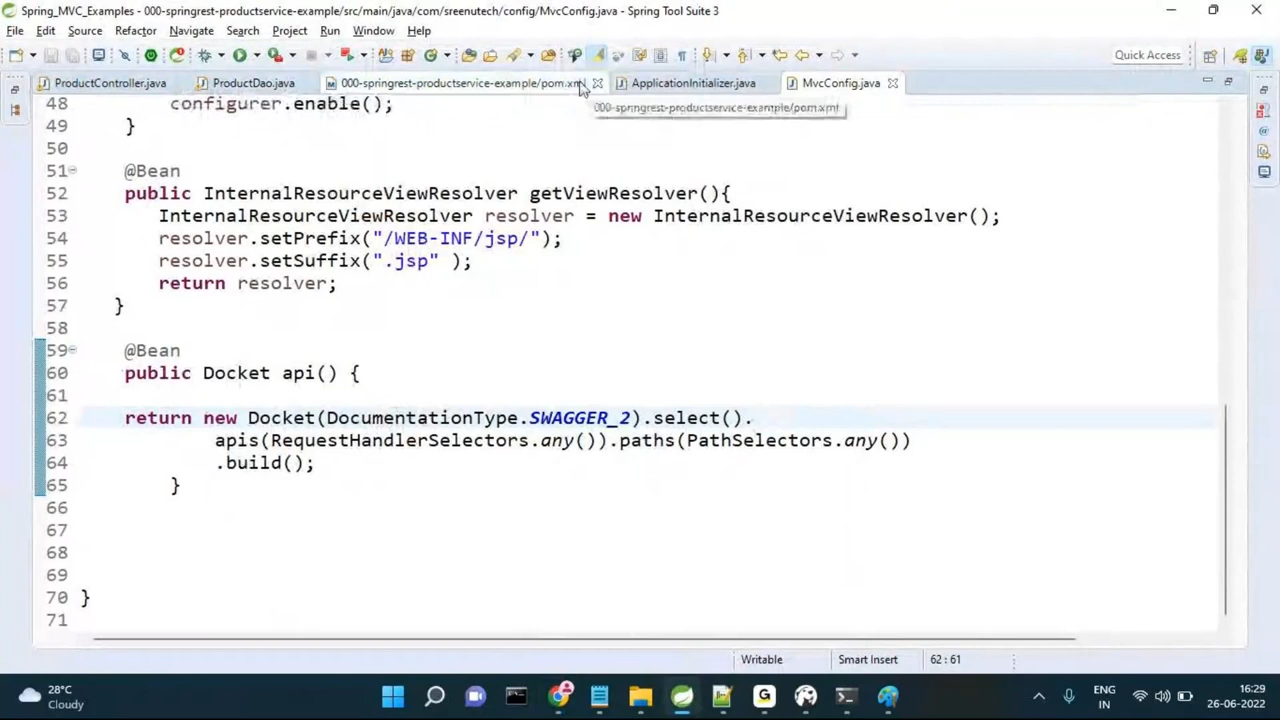 Spring_MVC_Examples - 000-springrest-productservice-example/src/main/java/com/sreenutech/config/MvcConfig.java - Spring Tool Suite 3
File Edit Source Refactor Navigate Search Project Run Window Help
Quick Access
ProductController.java ProductDao.java 000-springrest-productservice-example/pom.xml ApplicationInitializer.java MvcConfig.java
000-springrest-productservice-example/pom.xml
48 configurer.enable();
49 }
50
51 @Bean
52 public InternalResourceViewResolver getViewResolver(){
53 InternalResourceViewResolver resolver = new InternalResourceViewResolver();
54 resolver.setPrefix("/WEB-INF/jsp/");
55 resolver.setSuffix(".jsp" );
56 return resolver;
57 }
58
59 @Bean
60 public Docket api() {
61
62 return new Docket(DocumentationType.SWAGGER_2).select().
63 apis(RequestHandlerSelectors.any()).paths(PathSelectors.any())
64 .build();
65 }
66
67
68
69
70 }
71
Writable Smart Insert 62 : 61
28°C
Cloudy
ENG
IN
16:29
26-06-2022